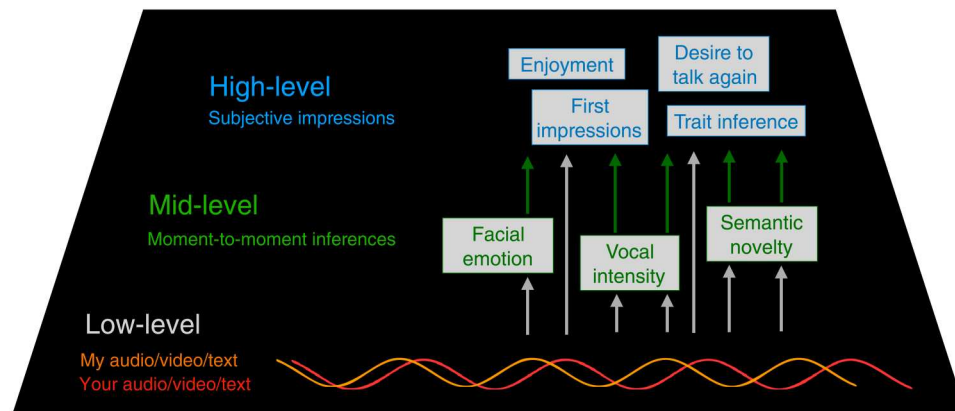 High-level
Subjective impressions
Enjoyment
Desire to
talk again
First
impressions
Trait inference
Mid-level
Moment-to-moment inferences
Facial
emotion
Vocal
intensity
Semantic
novelty
Low-level
My audio/video/text
Your audio/video/text